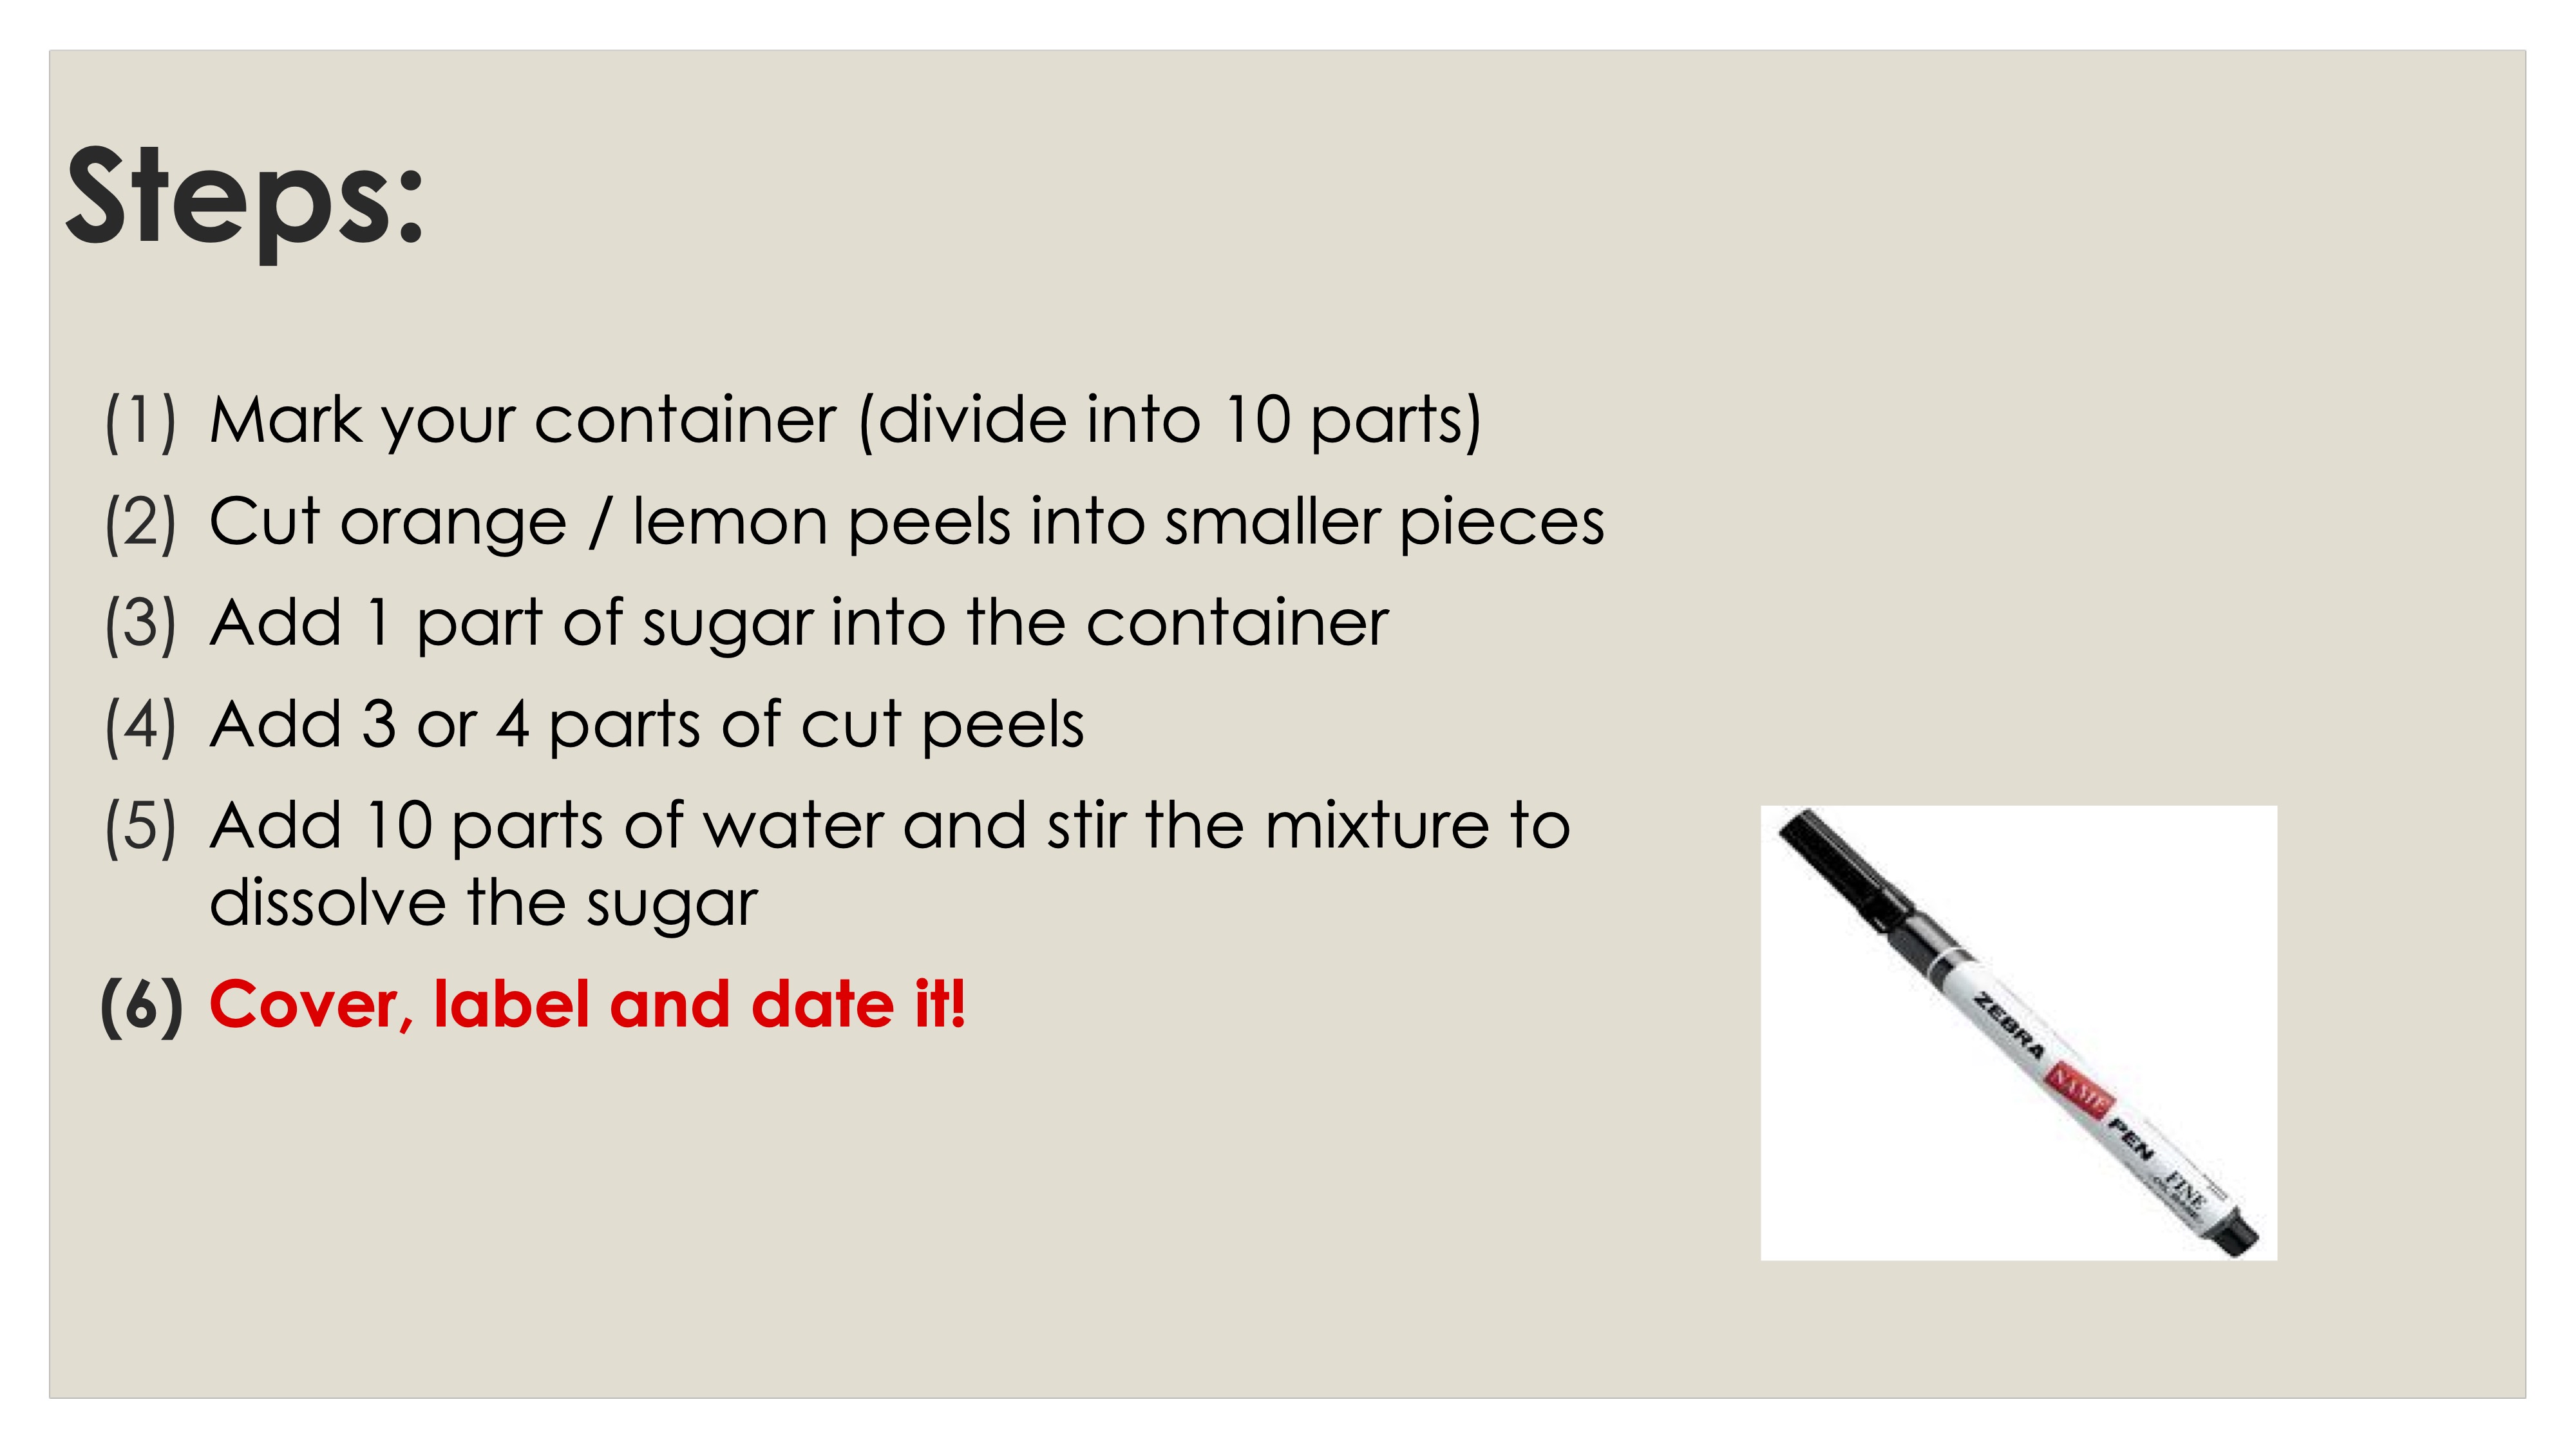 Steps:
(1) Mark your container (divide into 10 parts)
(2) Cut orange / lemon peels into smaller pieces
(3) Add 1 part of sugar into the container
(4) Add 3 or 4 parts of cut peels
(5) Add 10 parts of water and stir the mixture to
dissolve the sugar
(6) Cover, label and date it!
ZEBRA NAME PEN FINE